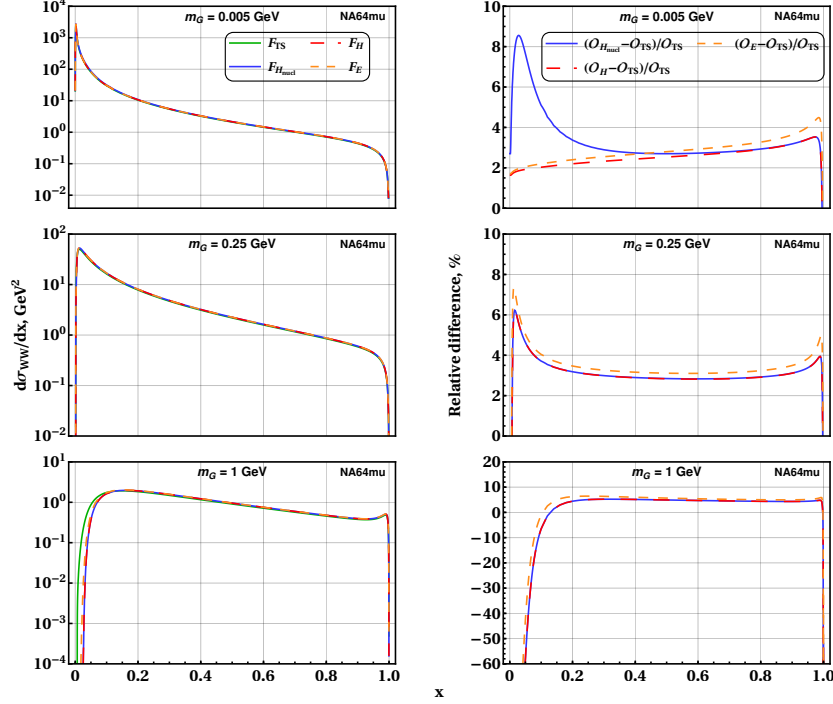 m_G = 0.005 GeV NA64mu
F_TS F_H
F_{H_nucl} F_E
10^4
10^3
10^2
10^1
10^0
10^{-1}
10^{-2}
m_G = 0.005 GeV NA64mu
(O_{H_nucl}−O_TS)/O_TS (O_E−O_TS)/O_TS
(O_H−O_TS)/O_TS
10
8
6
4
2
0
m_G = 0.25 GeV NA64mu
10^2
10^1
10^0
10^{-1}
10^{-2}
dσ_WW/dx, GeV^2
m_G = 0.25 GeV NA64mu
10
8
6
4
2
0
Relative difference, %
m_G = 1 GeV NA64mu
10^1
10^0
10^{-1}
10^{-2}
10^{-3}
10^{-4}
0 0.2 0.4 0.6 0.8 1.0
m_G = 1 GeV NA64mu
20
10
0
−10
−20
−30
−40
−50
−60
0 0.2 0.4 0.6 0.8 1.0
x